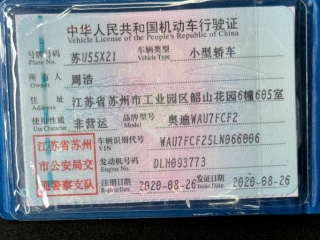 中华人民共和国机动车行驶证
Vehicle License of the People's Republic of China
号牌号码 Plate No. 苏U55X21 车辆类型 Vehicle Type 小型轿车
所有人 Owner 周浩
住址 Address 江苏省苏州市工业园区韶山花园6幢605室
使用性质 Use Character 非营运 品牌型号 Model 奥迪WAU7FCF2
江苏省苏州市公安局交通警察支队
车辆识别代号 VIN WAU7FCF25LN066006
发动机号码 Engine No. DLH093773
注册日期 Register Date 2020-08-26 发证日期 Issue Date 2020-08-26